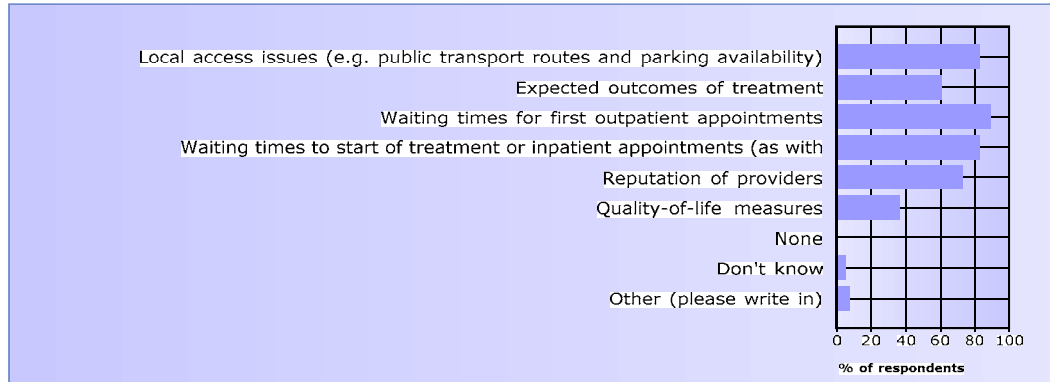 Local access issues (e.g. public transport routes and parking availability)
Expected outcomes of treatment
Waiting times for first outpatient appointments
Waiting times to start of treatment or inpatient appointments (as with
Reputation of providers
Quality-of-life measures
None
Don't know
Other (please write in)
0 20 40 60 80 100
% of respondents